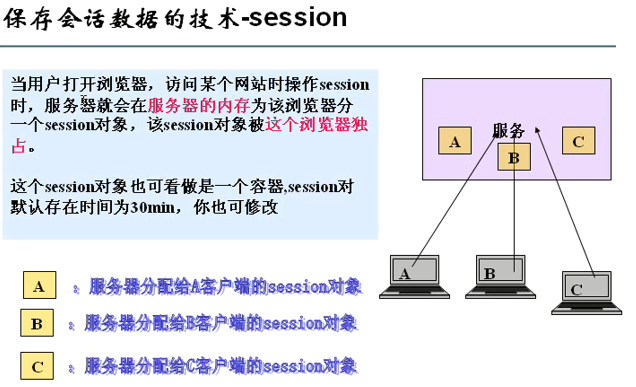 保存会话数据的技术-session
当用户打开浏览器，访问某个网站时操作session
时，服务器就会在服务器的内存为该浏览器分
一个session对象，该session对象被这个浏览器独
占。
这个session对象也可看做是一个容器,session对
默认存在时间为30min，你也可修改
服务
A
B
C
A
B
C
A ：服务器分配给A客户端的session对象
B ：服务器分配给B客户端的session对象
C ：服务器分配给C客户端的session对象